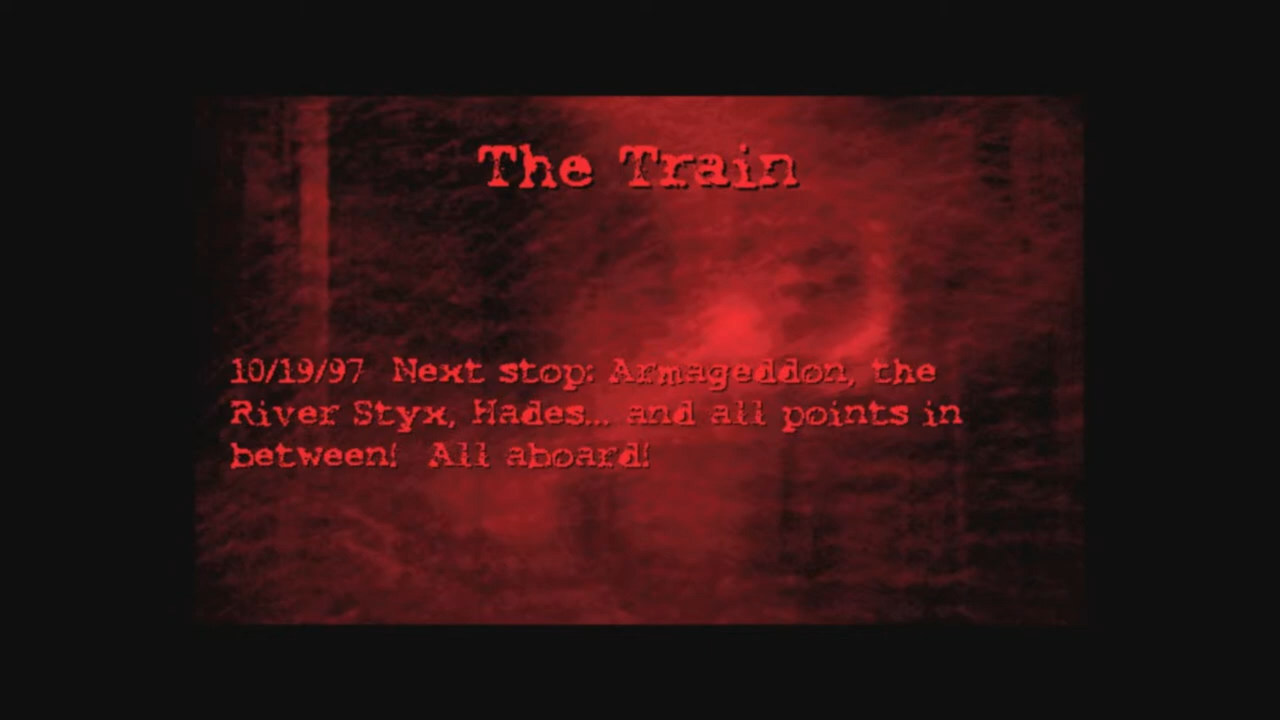 The Train
10/19/97 Next stop: Armageddon, the
River Styx, Hades... and all points in
between! All aboard!